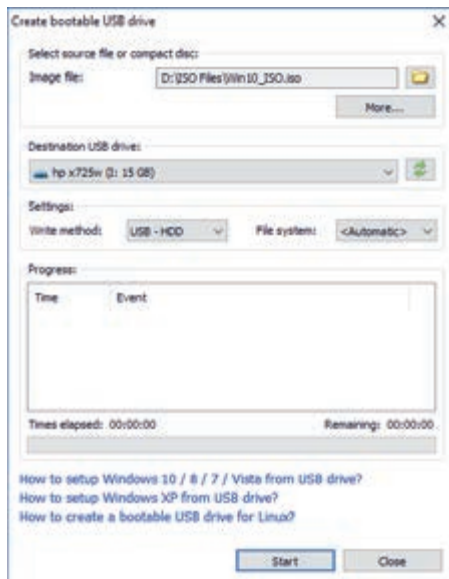 Create bootable USB drive
Select source file or compact disc:
Image file: D:\ISO Files\Win10_ISO.iso
More...
Destination USB drive:
hp x725w (I: 15 GB)
Settings:
Write method: USB - HDD File system: <Automatic>
Progress:
Time Event
Times elapsed: 00:00:00 Remaining: 00:00:00
How to setup Windows 10 / 8 / 7 / Vista from USB drive?
How to setup Windows XP from USB drive?
How to create a bootable USB drive for Linux?
Start Close